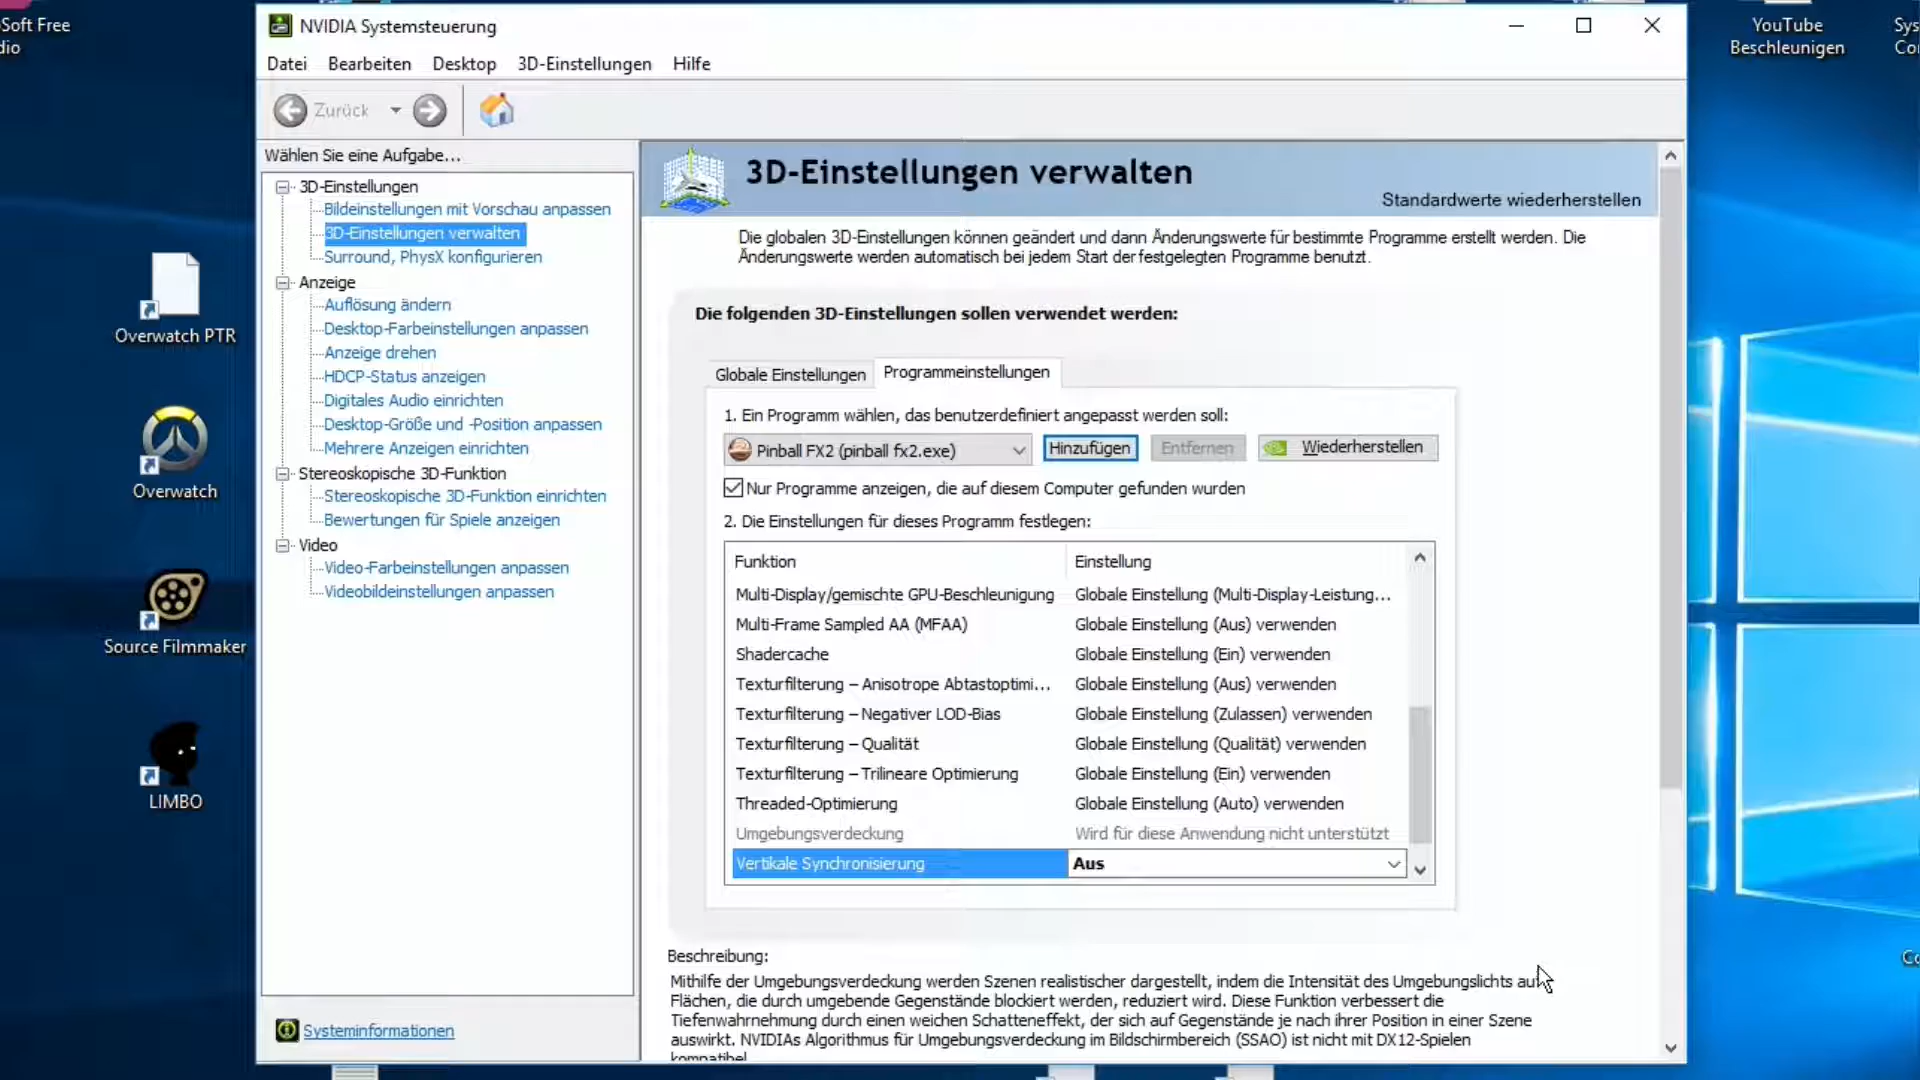 Soft Free
dio
YouTube
Beschleunigen
Sys
Co
NVIDIA Systemsteuerung
Datei Bearbeiten Desktop 3D-Einstellungen Hilfe
Zurück
Wählen Sie eine Aufgabe...
3D-Einstellungen
Bildeinstellungen mit Vorschau anpassen
3D-Einstellungen verwalten
Surround, PhysX konfigurieren
Anzeige
Auflösung ändern
Desktop-Farbeinstellungen anpassen
Anzeige drehen
HDCP-Status anzeigen
Digitales Audio einrichten
Desktop-Größe und -Position anpassen
Mehrere Anzeigen einrichten
Stereoskopische 3D-Funktion
Stereoskopische 3D-Funktion einrichten
Bewertungen für Spiele anzeigen
Video
Video-Farbeinstellungen anpassen
Videobildeinstellungen anpassen
Systeminformationen
Overwatch PTR
Overwatch
Source Filmmaker
LIMBO
3D-Einstellungen verwalten
Standardwerte wiederherstellen
Die globalen 3D-Einstellungen können geändert und dann Änderungswerte für bestimmte Programme erstellt werden. Die
Änderungswerte werden automatisch bei jedem Start der festgelegten Programme benutzt.
Die folgenden 3D-Einstellungen sollen verwendet werden:
Globale Einstellungen Programmeinstellungen
1. Ein Programm wählen, das benutzerdefiniert angepasst werden soll:
Pinball FX2 (pinball fx2.exe) Hinzufügen Entfernen Wiederherstellen
Nur Programme anzeigen, die auf diesem Computer gefunden wurden
2. Die Einstellungen für dieses Programm festlegen:
Funktion Einstellung
Multi-Display/gemischte GPU-Beschleunigung Globale Einstellung (Multi-Display-Leistung...
Multi-Frame Sampled AA (MFAA) Globale Einstellung (Aus) verwenden
Shadercache Globale Einstellung (Ein) verwenden
Texturfilterung – Anisotrope Abtastoptimi... Globale Einstellung (Aus) verwenden
Texturfilterung – Negativer LOD-Bias Globale Einstellung (Zulassen) verwenden
Texturfilterung – Qualität Globale Einstellung (Qualität) verwenden
Texturfilterung – Trilineare Optimierung Globale Einstellung (Ein) verwenden
Threaded-Optimierung Globale Einstellung (Auto) verwenden
Umgebungsverdeckung Wird für diese Anwendung nicht unterstützt
Vertikale Synchronisierung Aus
Beschreibung:
Mithilfe der Umgebungsverdeckung werden Szenen realistischer dargestellt, indem die Intensität des Umgebungslichts auf
Flächen, die durch umgebende Gegenstände blockiert werden, reduziert wird. Diese Funktion verbessert die
Tiefenwahrnehmung durch einen weichen Schatteneffekt, der sich auf Gegenstände je nach ihrer Position in einer Szene
auswirkt. NVIDIAs Algorithmus für Umgebungsverdeckung im Bildschirmbereich (SSAO) ist nicht mit DX12-Spielen
kompatibel
Co